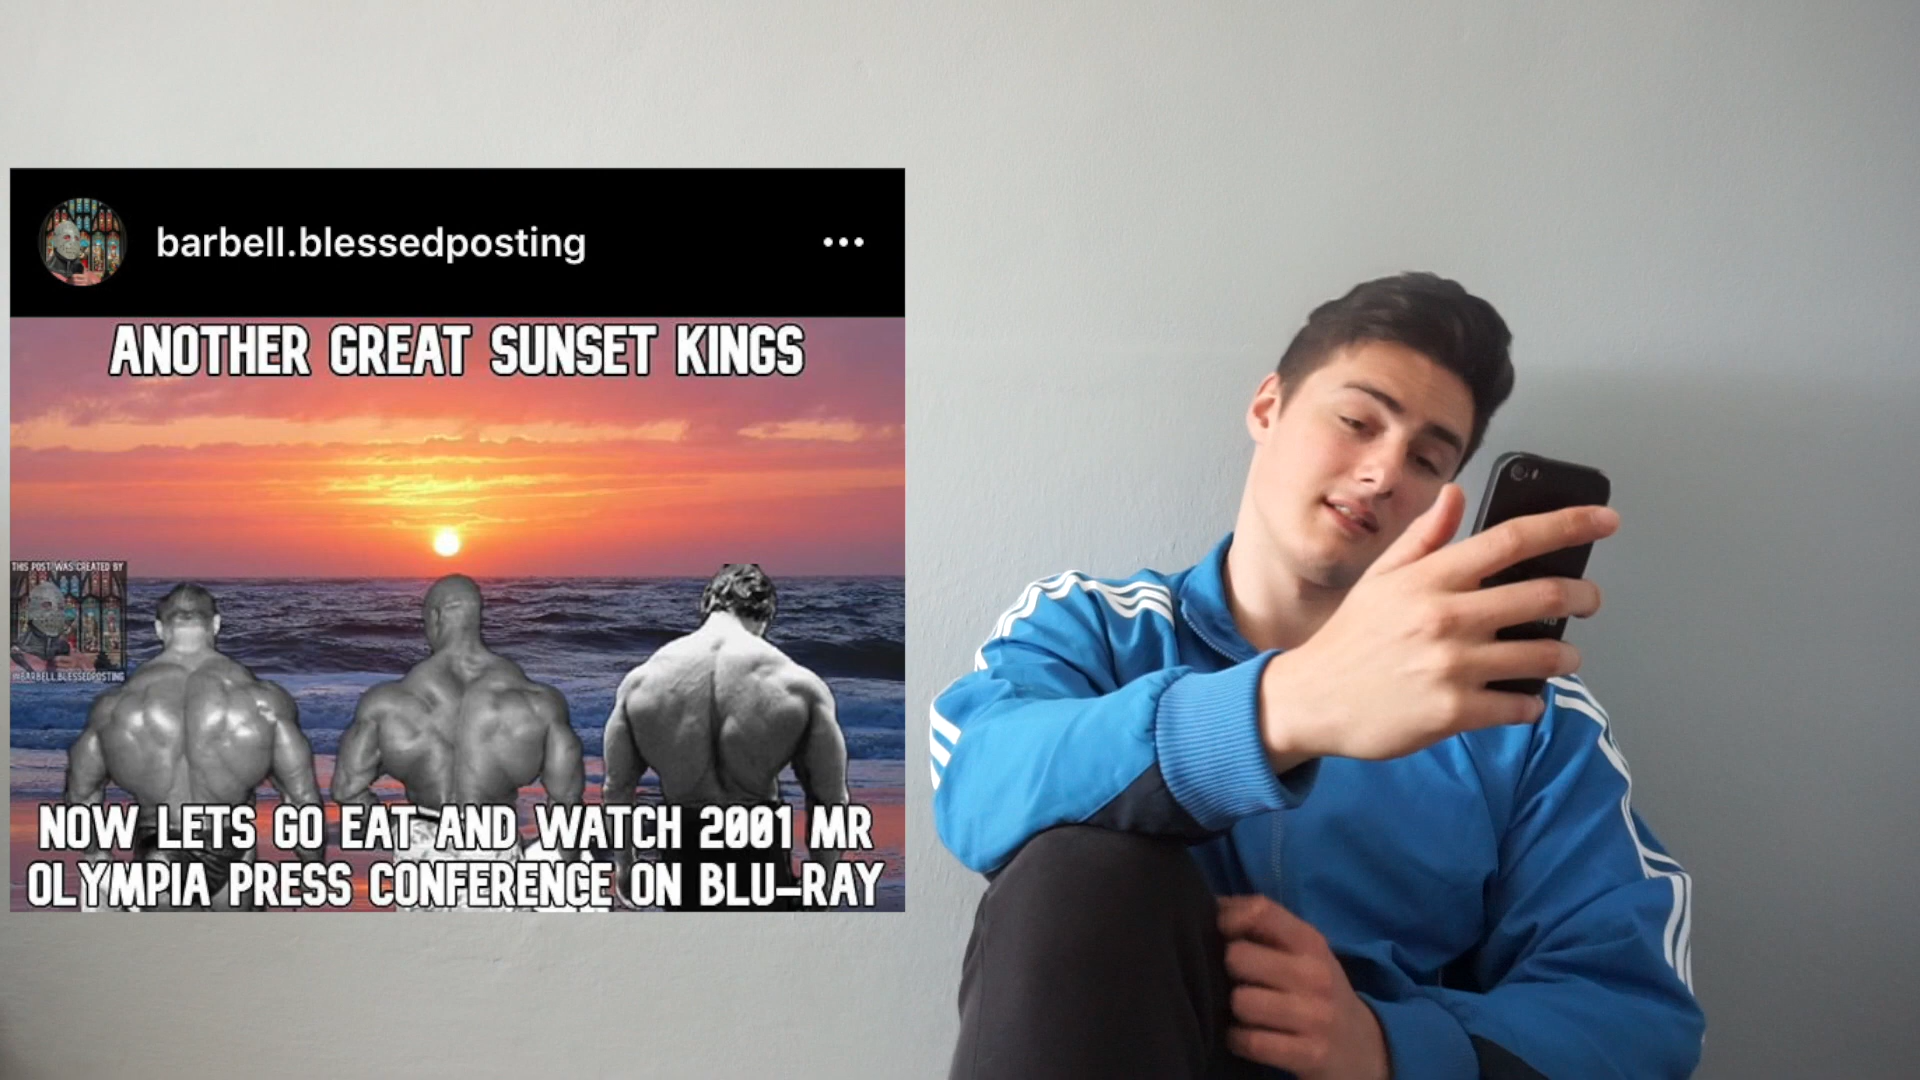 barbell.blessedposting
ANOTHER GREAT SUNSET KINGS
THIS POST WAS CREATED BY
@BARBELL.BLESSEDPOSTING
NOW LETS GO EAT AND WATCH 2001 MR
OLYMPIA PRESS CONFERENCE ON BLU-RAY